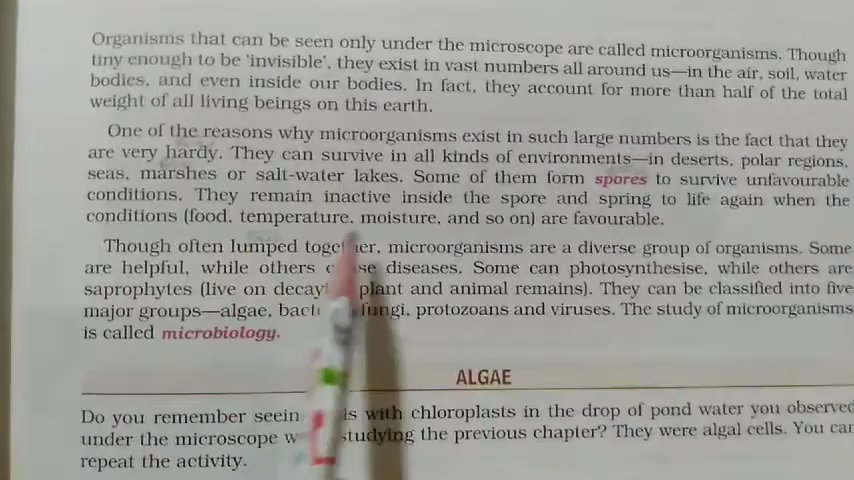 Organisms that can be seen only under the microscope are called microorganisms. Though
tiny enough to be 'invisible', they exist in vast numbers all around us—in the air, soil, water
bodies, and even inside our bodies. In fact, they account for more than half of the total
weight of all living beings on this earth.
One of the reasons why microorganisms exist in such large numbers is the fact that they
are very hardy. They can survive in all kinds of environments—in deserts, polar regions,
seas, marshes or salt-water lakes. Some of them form spores to survive unfavourable
conditions. They remain inactive inside the spore and spring to life again when the
conditions (food, temperature, moisture, and so on) are favourable.
Though often lumped together, microorganisms are a diverse group of organisms. Some
are helpful, while others diseases. Some can photosynthesise, while others are
saprophytes (live on plant and animal remains). They can be classified into five
major groups—algae, fungi, protozoans and viruses. The study of microorganisms
is called microbiology.
ALGAE
Do you remember with chloroplasts in the drop of pond water you observed
under the microscope studying the previous chapter? They were algal cells. You can
repeat the activity.